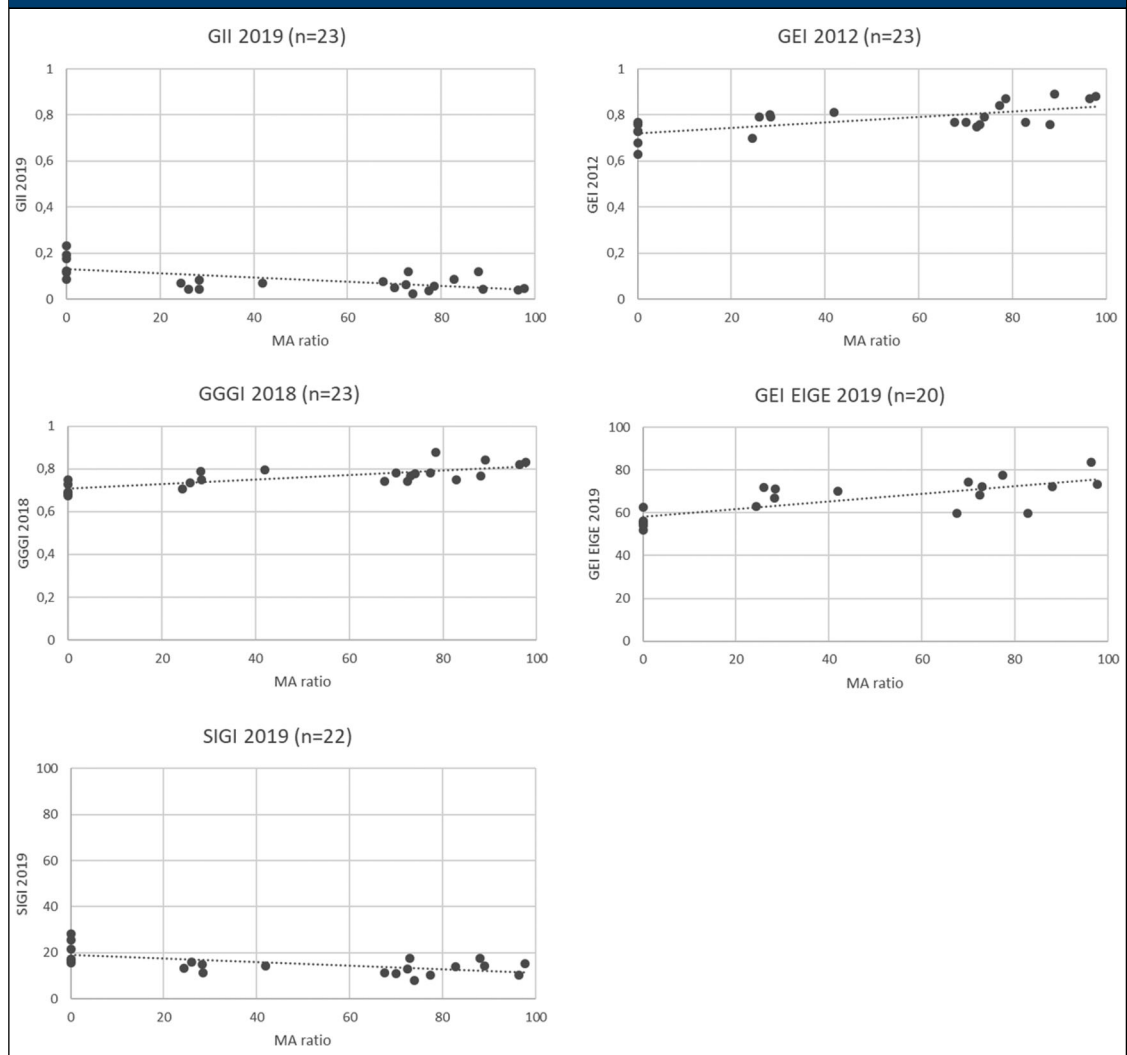 GII 2019 (n=23)
GII 2019
1
0,8
0,6
0,4
0,2
0
0 20 40 60 80 100
MA ratio
GEI 2012 (n=23)
GEI 2012
1
0,8
0,6
0,4
0,2
0
0 20 40 60 80 100
MA ratio
GGGI 2018 (n=23)
GGGI 2018
1
0,8
0,6
0,4
0,2
0
0 20 40 60 80 100
MA ratio
GEI EIGE 2019 (n=20)
GEI EIGE 2019
100
80
60
40
20
0
0 20 40 60 80 100
MA ratio
SIGI 2019 (n=22)
SIGI 2019
100
80
60
40
20
0
0 20 40 60 80 100
MA ratio